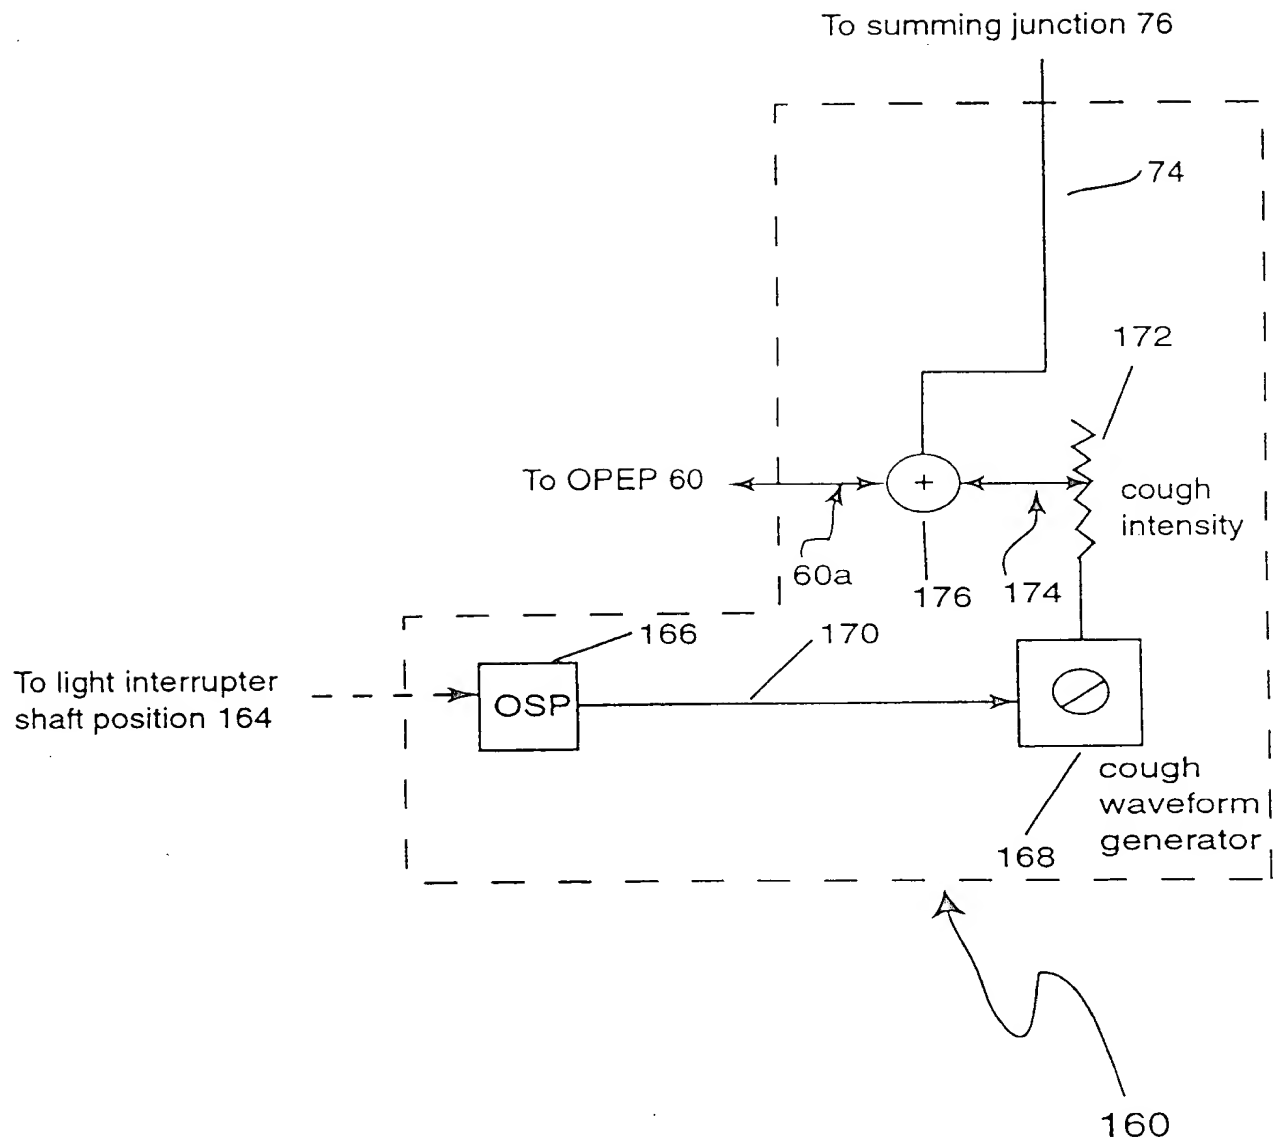 To summing junction 76
74
172
To OPEP 60
+
cough
intensity
60a
176
174
166
170
To light interrupter
shaft position 164
OSP
cough
waveform
generator
168
160